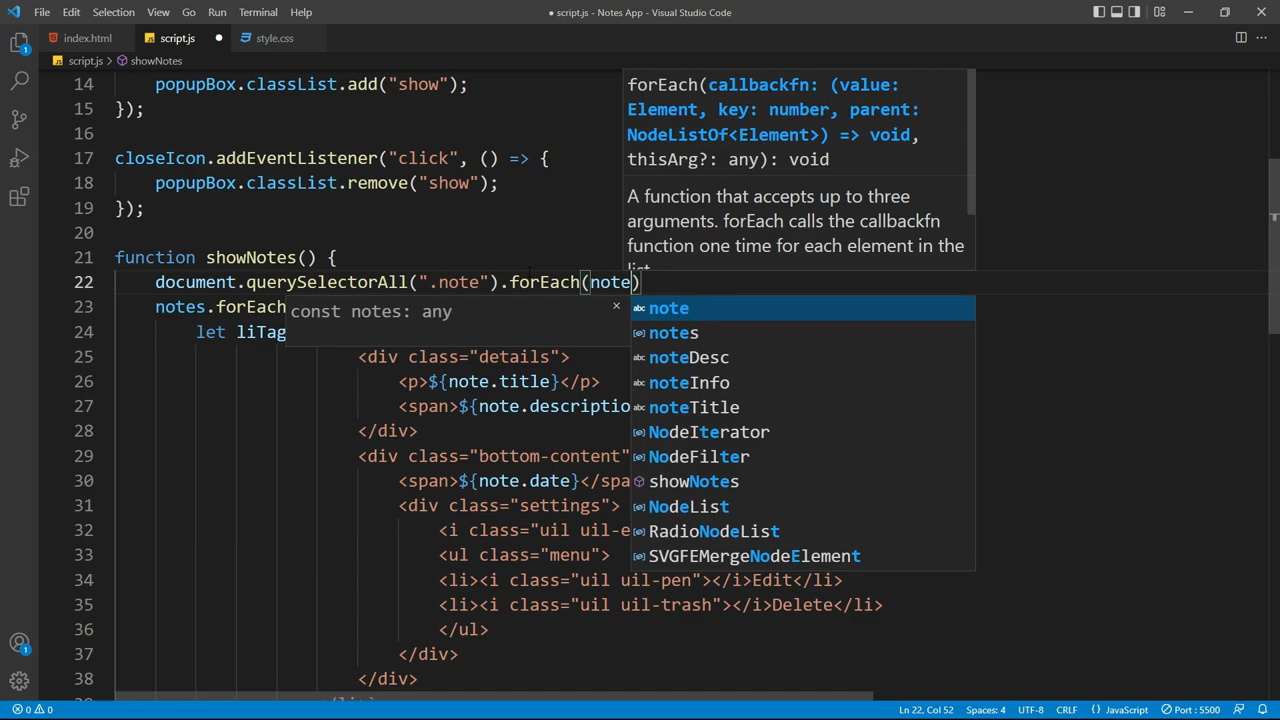 File Edit Selection View Go Run Terminal Help ● script.js - Notes App - Visual Studio Code
index.html script.js ● style.css
script.js > showNotes
14 popupBox.classList.add("show");
15 });
16
17 closeIcon.addEventListener("click", () => {
18 popupBox.classList.remove("show");
19 });
20
21 function showNotes() {
22 document.querySelectorAll(".note").forEach(note)
23 notes.forEach
24 let liTag
25 <div class="details">
26 <p>${note.title}</p>
27 <span>${note.descriptio
28 </div>
29 <div class="bottom-content"
30 <span>${note.date}</spa
31 <div class="settings">
32 <i class="uil uil-e
33 <ul class="menu">
34 <li><i class="uil uil-pen"></i>Edit</li>
35 <li><i class="uil uil-trash"></i>Delete</li>
36 </ul>
37 </div>
38 </div>
forEach(callbackfn: (value:
Element, key: number, parent:
NodeListOf<Element>) => void,
thisArg?: any): void
A function that accepts up to three
arguments. forEach calls the callbackfn
function one time for each element in the
list
const notes: any
note
notes
noteDesc
noteInfo
noteTitle
NodeIterator
NodeFilter
showNotes
NodeList
RadioNodeList
SVGFEMergeNodeElement
1
1
0 0 Ln 22, Col 52 Spaces: 4 UTF-8 CRLF {} JavaScript Port : 5500